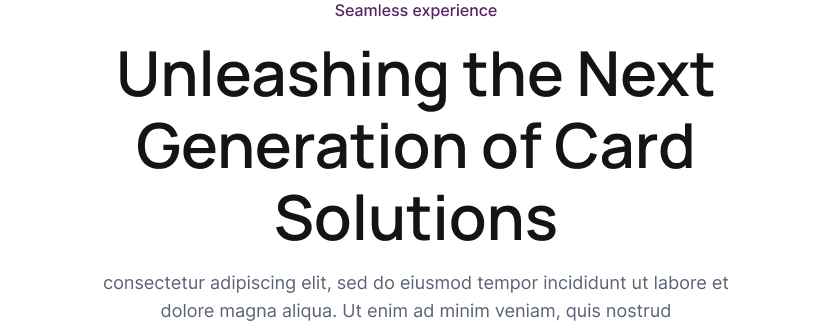 Seamless experience
Unleashing the Next
Generation of Card
Solutions
consectetur adipiscing elit, sed do eiusmod tempor incididunt ut labore et
dolore magna aliqua. Ut enim ad minim veniam, quis nostrud